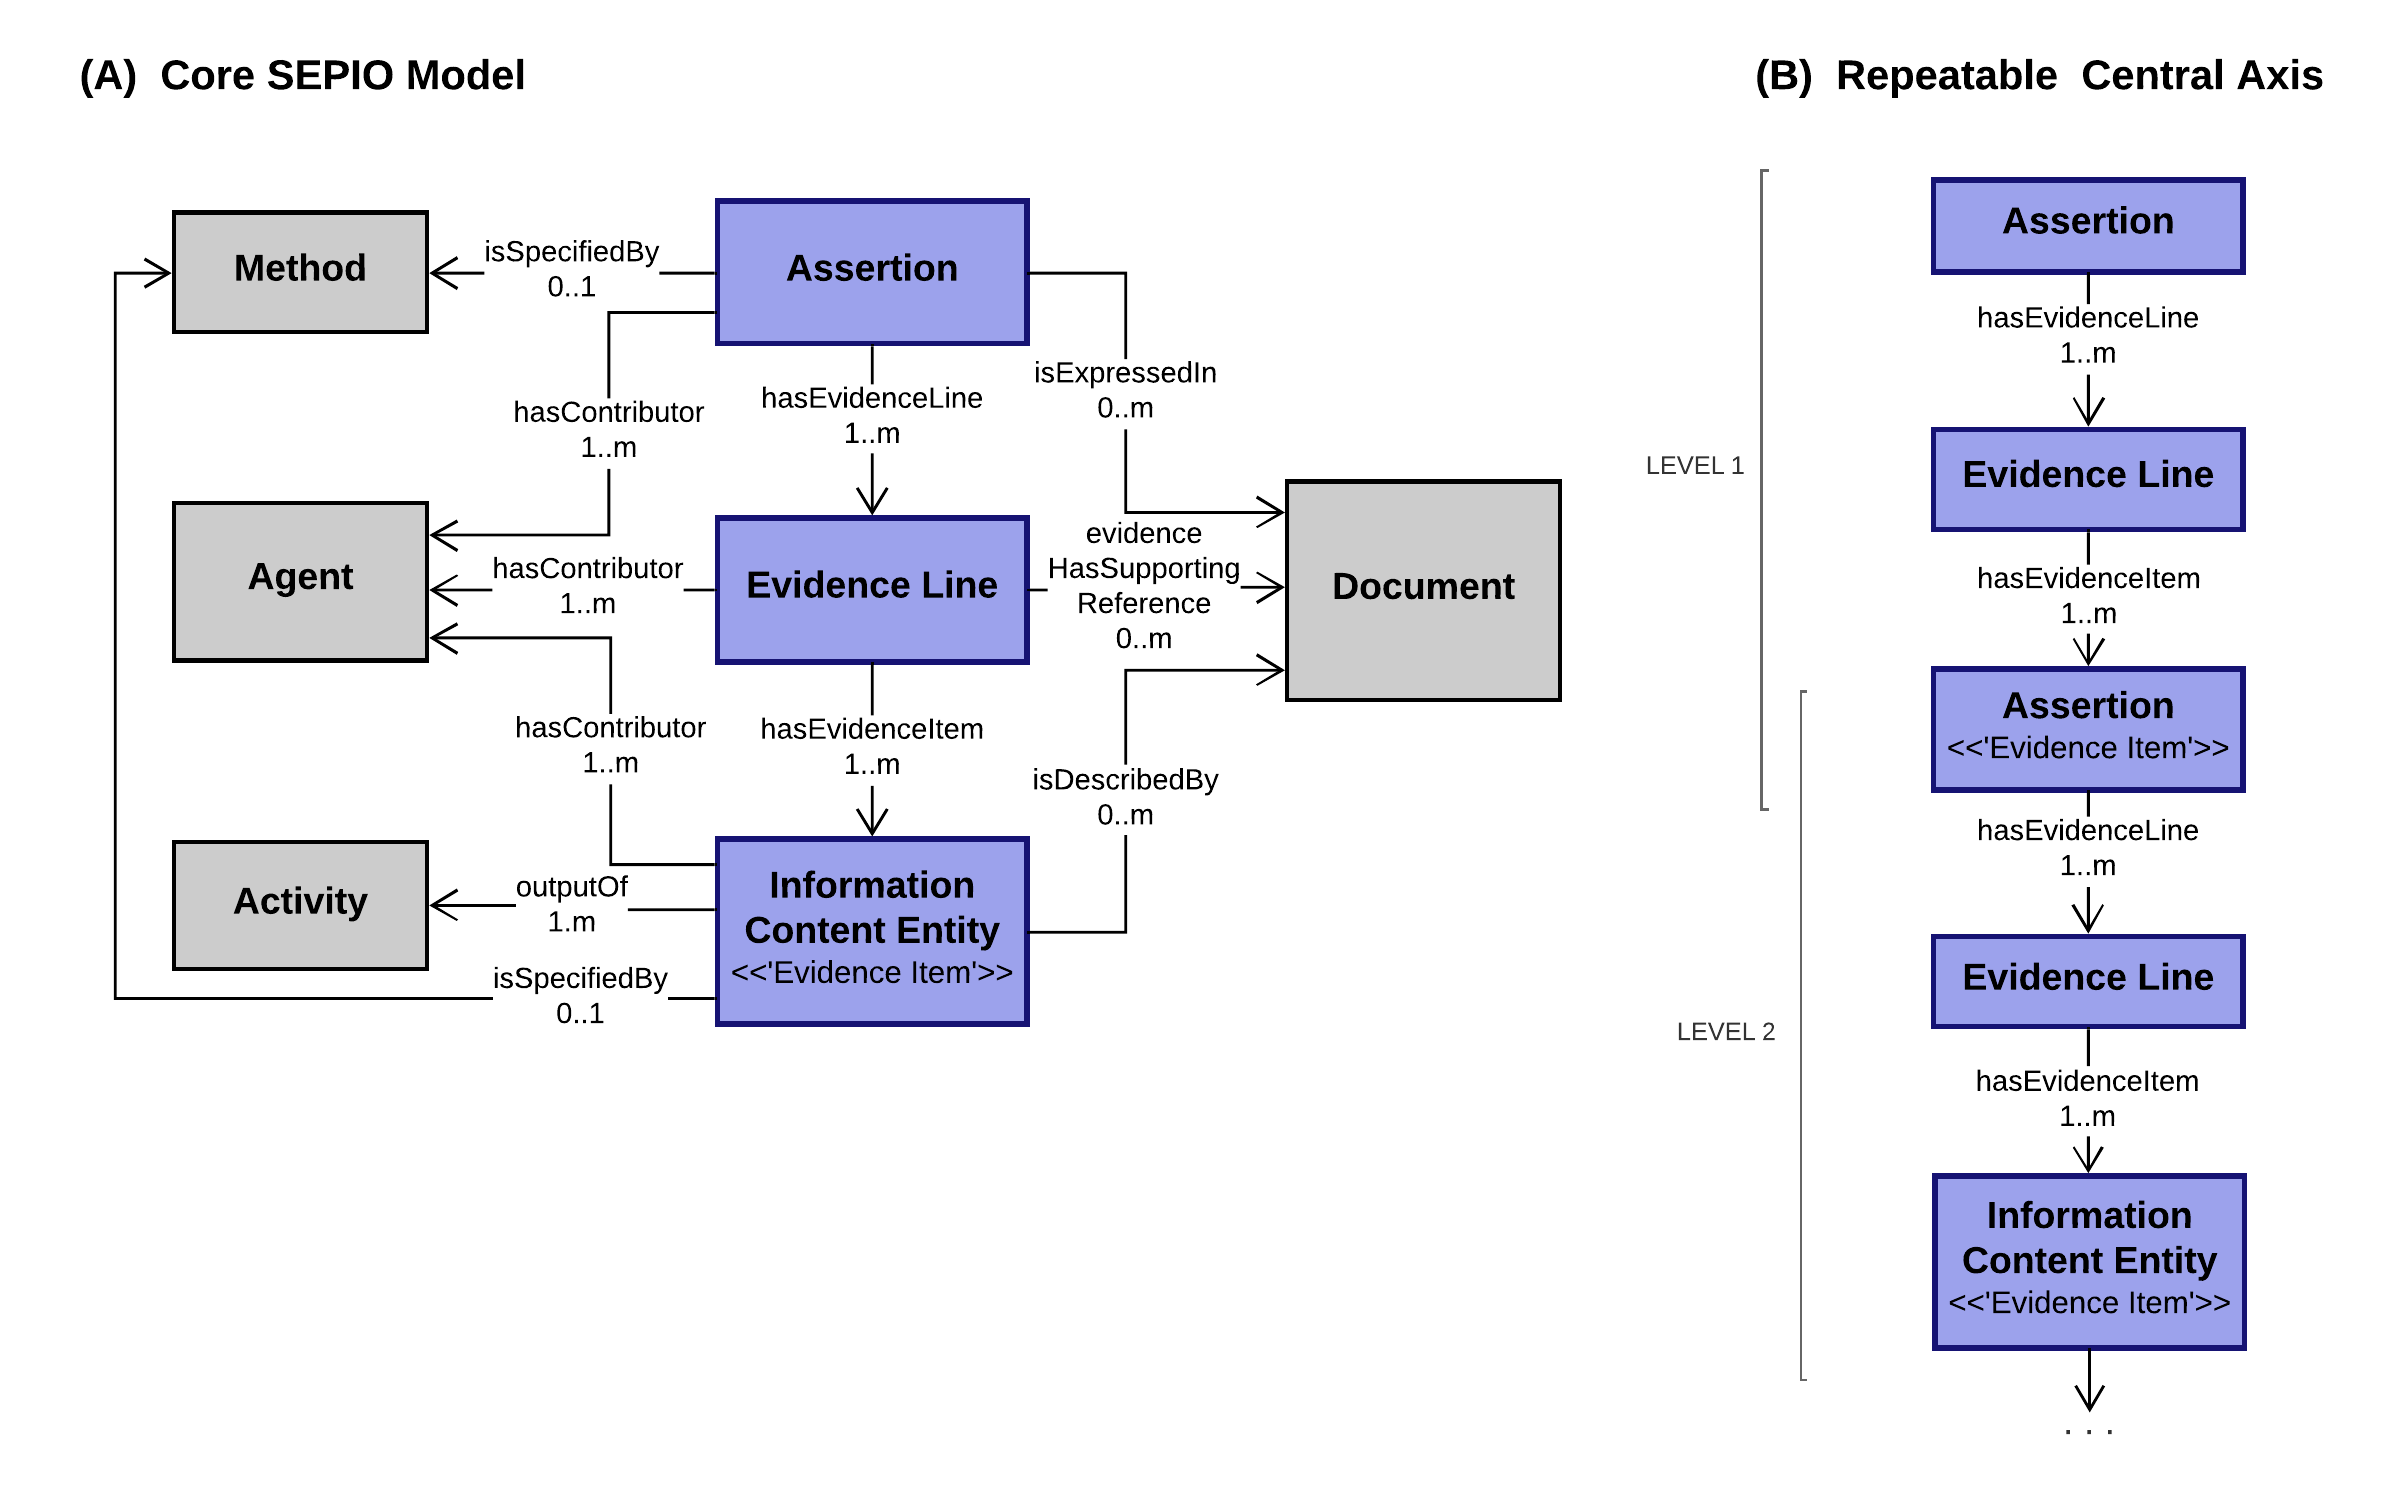 (A) Core SEPIO Model
Method
isSpecifiedBy
0..1
Assertion
hasContributor
1..m
hasEvidenceLine
1..m
isExpressedIn
0..m
Agent
hasContributor
1..m
Evidence Line
evidence
HasSupporting
Reference
0..m
Document
hasContributor
1..m
hasEvidenceItem
1..m
isDescribedBy
0..m
Activity
outputOf
1.m
isSpecifiedBy
0..1
Information
Content Entity
<<'Evidence Item'>>
(B) Repeatable Central Axis
LEVEL 1
LEVEL 2
Assertion
hasEvidenceLine
1..m
Evidence Line
hasEvidenceItem
1..m
Assertion
<<'Evidence Item'>>
hasEvidenceLine
1..m
Evidence Line
hasEvidenceItem
1..m
Information
Content Entity
<<'Evidence Item'>>
. . .